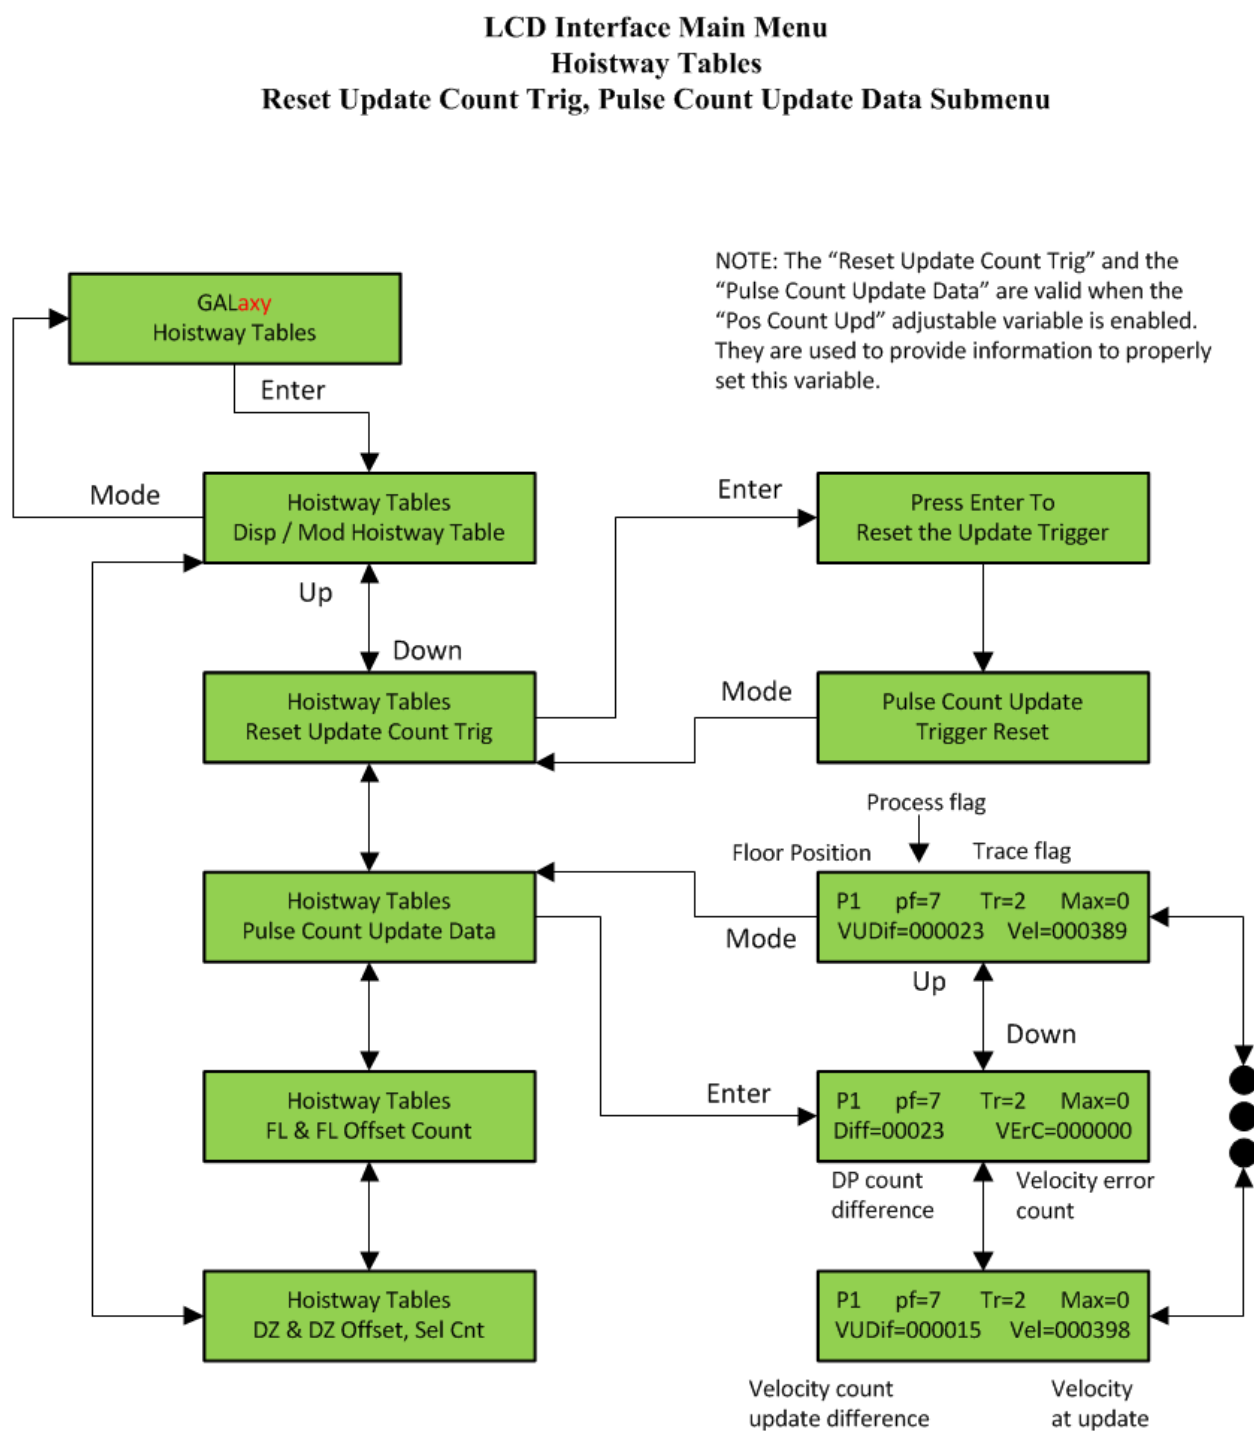 LCD Interface Main Menu
Hoistway Tables
Reset Update Count Trig, Pulse Count Update Data Submenu
NOTE: The “Reset Update Count Trig” and the
“Pulse Count Update Data” are valid when the
“Pos Count Upd” adjustable variable is enabled.
They are used to provide information to properly
set this variable.
GALaxy
Hoistway Tables
Enter
Mode
Hoistway Tables
Disp / Mod Hoistway Table
Enter
Press Enter To
Reset the Update Trigger
Up
Down
Hoistway Tables
Reset Update Count Trig
Mode
Pulse Count Update
Trigger Reset
Process flag
Floor Position
Trace flag
Hoistway Tables
Pulse Count Update Data
Mode
P1 pf=7 Tr=2 Max=0
VUDif=000023 Vel=000389
Up
Down
Hoistway Tables
FL & FL Offset Count
Enter
P1 pf=7 Tr=2 Max=0
Diff=00023 VErC=000000
DP count
difference
Velocity error
count
Hoistway Tables
DZ & DZ Offset, Sel Cnt
P1 pf=7 Tr=2 Max=0
VUDif=000015 Vel=000398
Velocity count
update difference
Velocity
at update